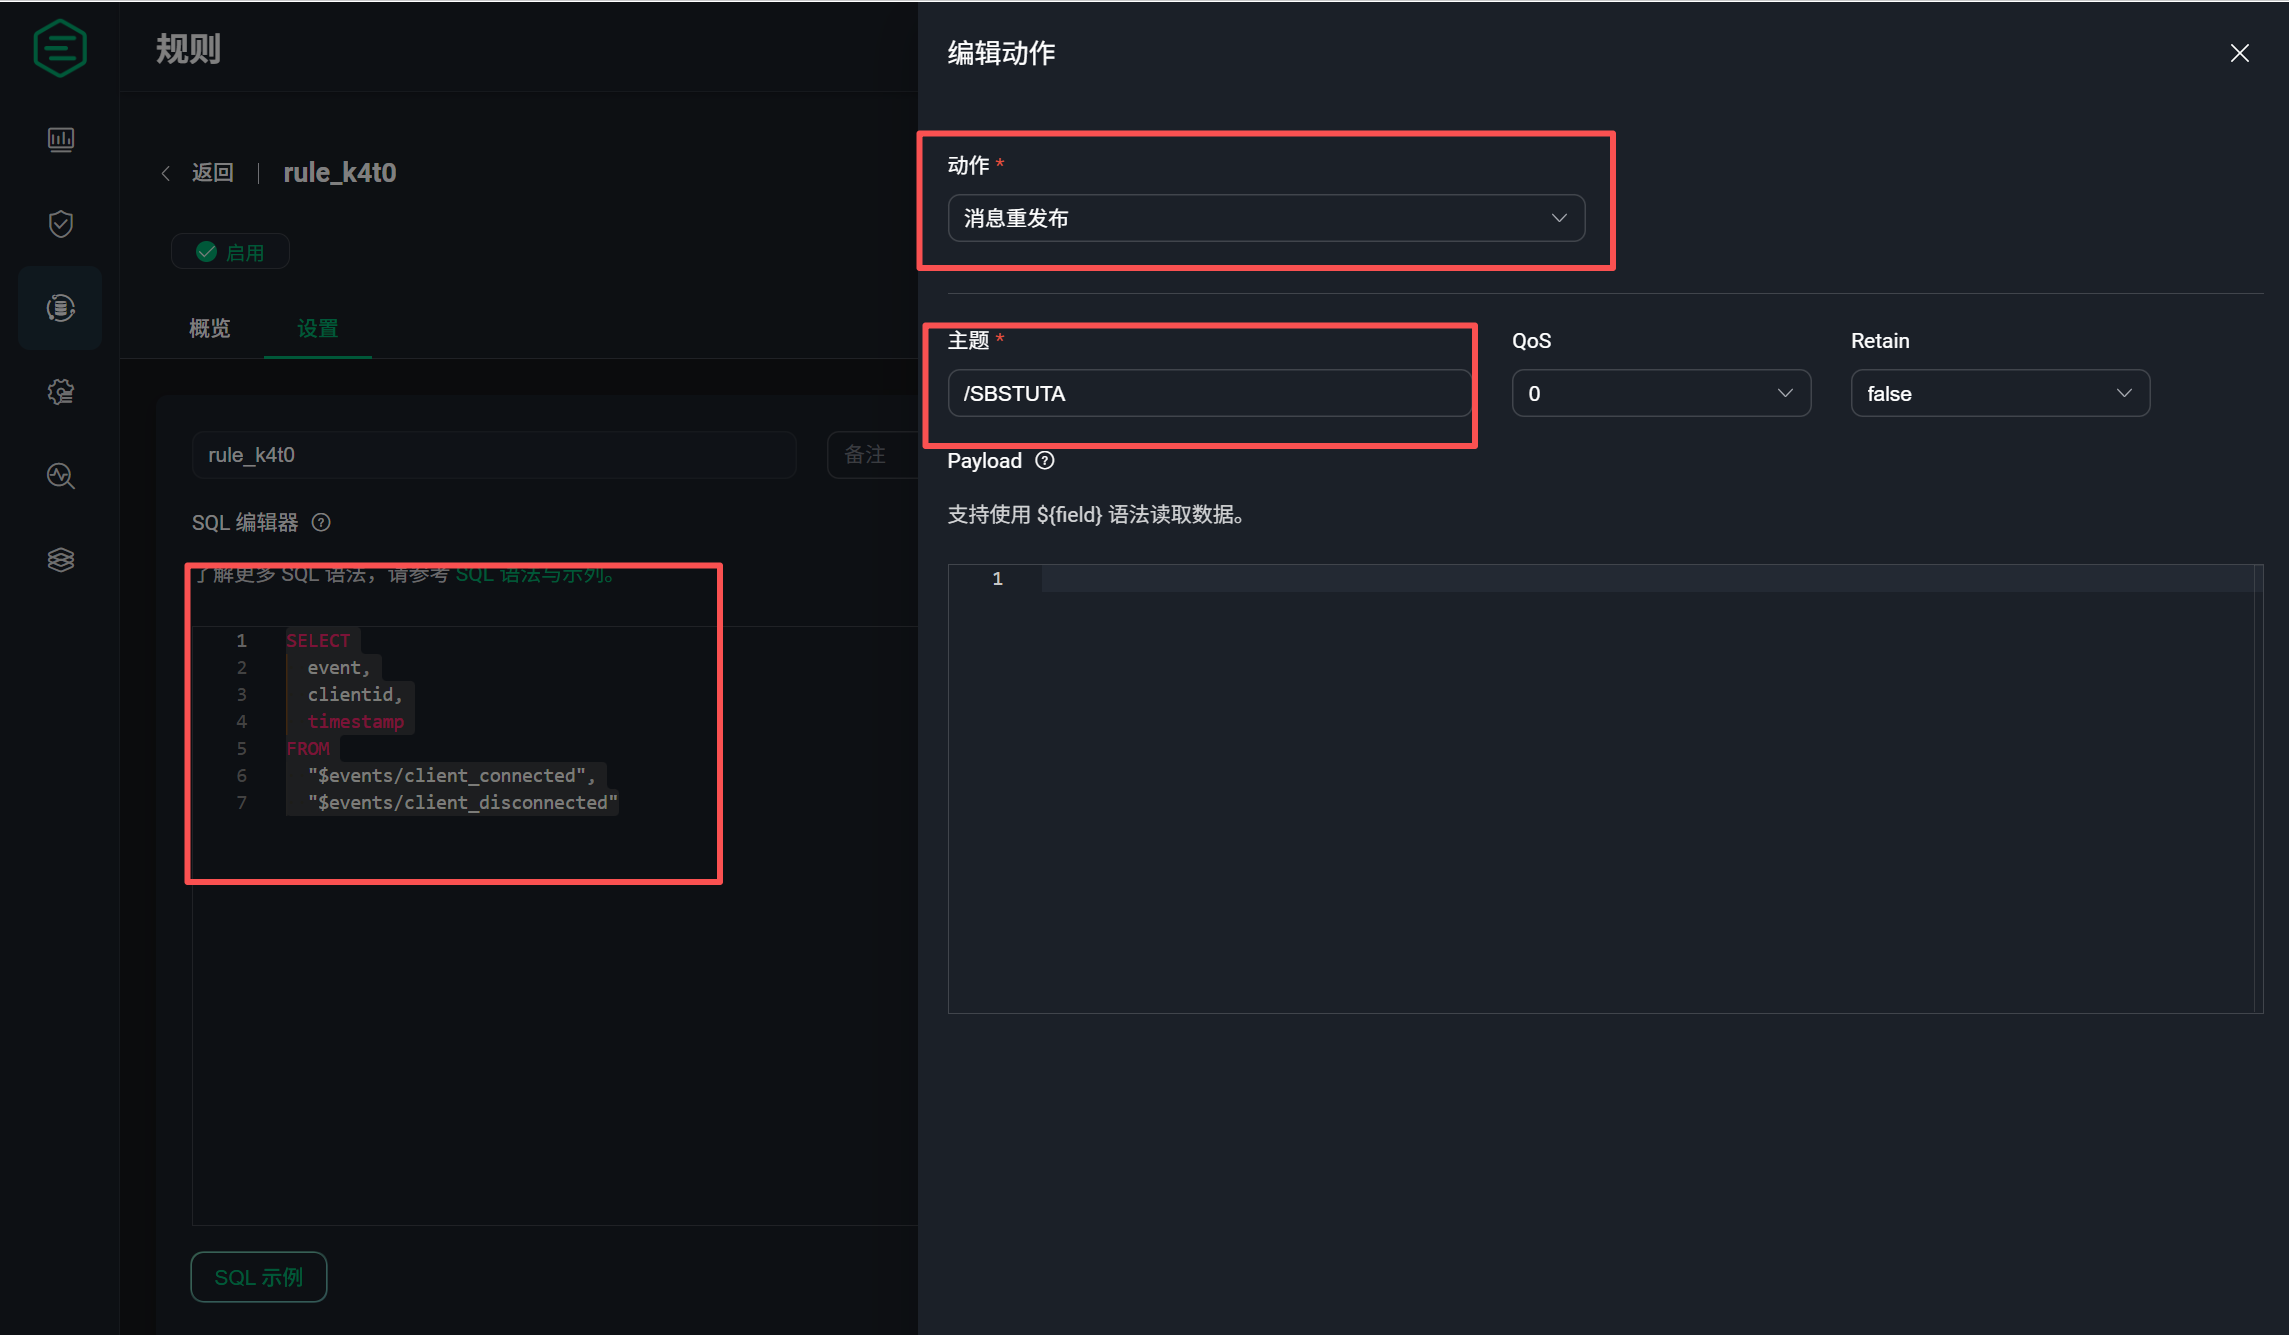 规则
返回 | rule_k4t0
启用
概览 设置
rule_k4t0
备注
SQL 编辑器
了解更多 SQL 语法，请参考 SQL 语法与示列。
1 SELECT
2 event,
3 clientid,
4 timestamp
5 FROM
6 "$events/client_connected",
7 "$events/client_disconnected"
SQL 示例
编辑动作
动作 *
消息重发布
主题 *
QoS
Retain
/SBSTUTA
0
false
Payload
支持使用 ${field} 语法读取数据。
1